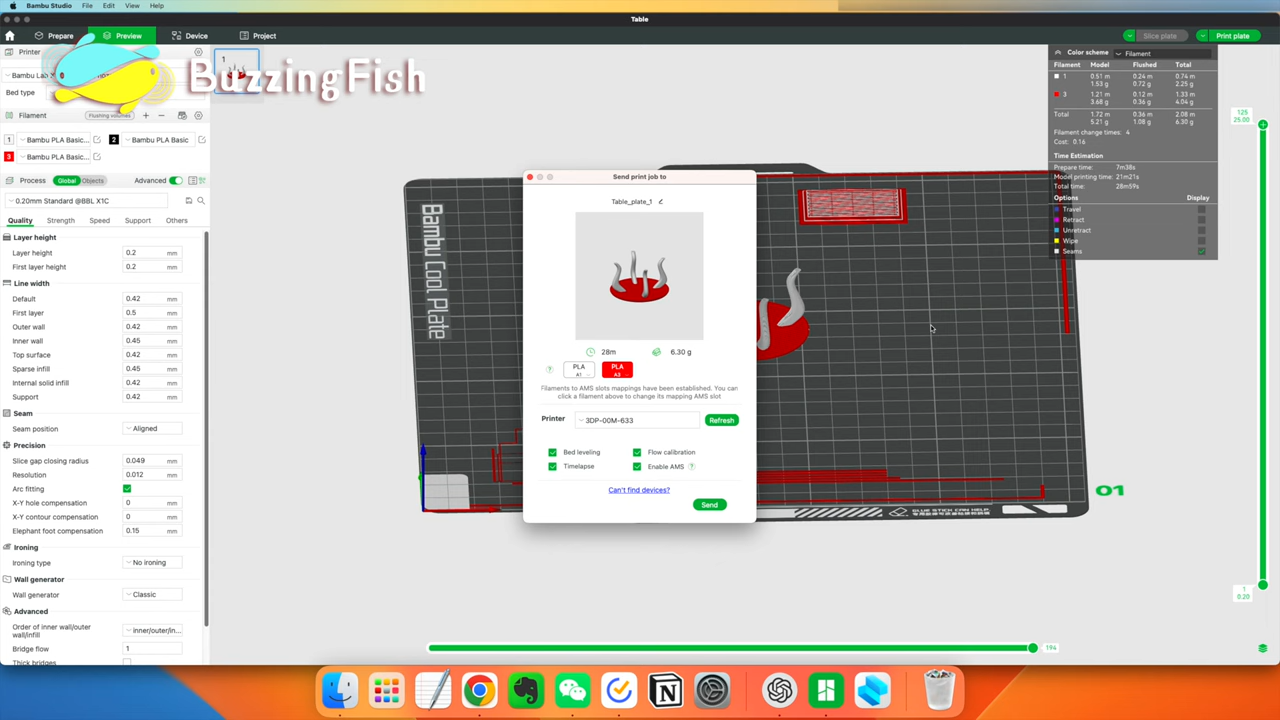 Bambu Studio File Edit View Window Help
Table
Prepare Preview Device Project Slice plate Print plate
Printer
Bambu Lab
Bed type
BuzzingFish
Filament Flushing volumes
1 Bambu PLA Basic... 2 Bambu PLA Basic
3 Bambu PLA Basic...
Process Global Objects Advanced
0.20mm Standard @BBL X1C
Quality Strength Speed Support Others
Layer height
Layer height 0.2 mm
First layer height 0.2 mm
Line width
Default 0.42 mm
First layer 0.5 mm
Outer wall 0.42 mm
Inner wall 0.45 mm
Top surface 0.42 mm
Sparse infill 0.45 mm
Internal solid infill 0.42 mm
Support 0.42 mm
Seam
Seam position Aligned
Precision
Slice gap closing radius 0.049 mm
Resolution 0.012 mm
Arc fitting
X-Y hole compensation 0 mm
X-Y contour compensation 0 mm
Elephant foot compensation 0.15 mm
Ironing
Ironing type No ironing
Wall generator
Wall generator Classic
Advanced
Order of inner wall/outer wall/infill inner/outer/in...
Bridge flow 1
Thick bridges
1
Bambu Cool Plate
Send print job to
Table_plate_1
28m 6.30 g
? PLA A1 PLA A3
Filaments to AMS slots mappings have been established. You can
click a filament above to change its mapping AMS slot
Printer 3DP-00M-633 Refresh
Bed leveling Flow calibration
Timelapse Enable AMS ?
Can't find devices?
Send
GLUE STICK CAN HELP.
01
Color scheme Filament
Filament Model Flushed Total
1 0.51 m 0.24 m 0.74 m
1.53 g 0.72 g 2.25 g
3 1.21 m 0.12 m 1.33 m
3.68 g 0.36 g 4.04 g
Total 1.72 m 0.36 m 2.08 m
5.21 g 1.08 g 6.30 g
Filament change times: 4
Cost: 0.16
Time Estimation
Prepare time: 7m38s
Model printing time: 21m21s
Total time: 28m59s
Options Display
Travel
Retract
Unretract
Wipe
Seams
125
25.00
1
0.20
194